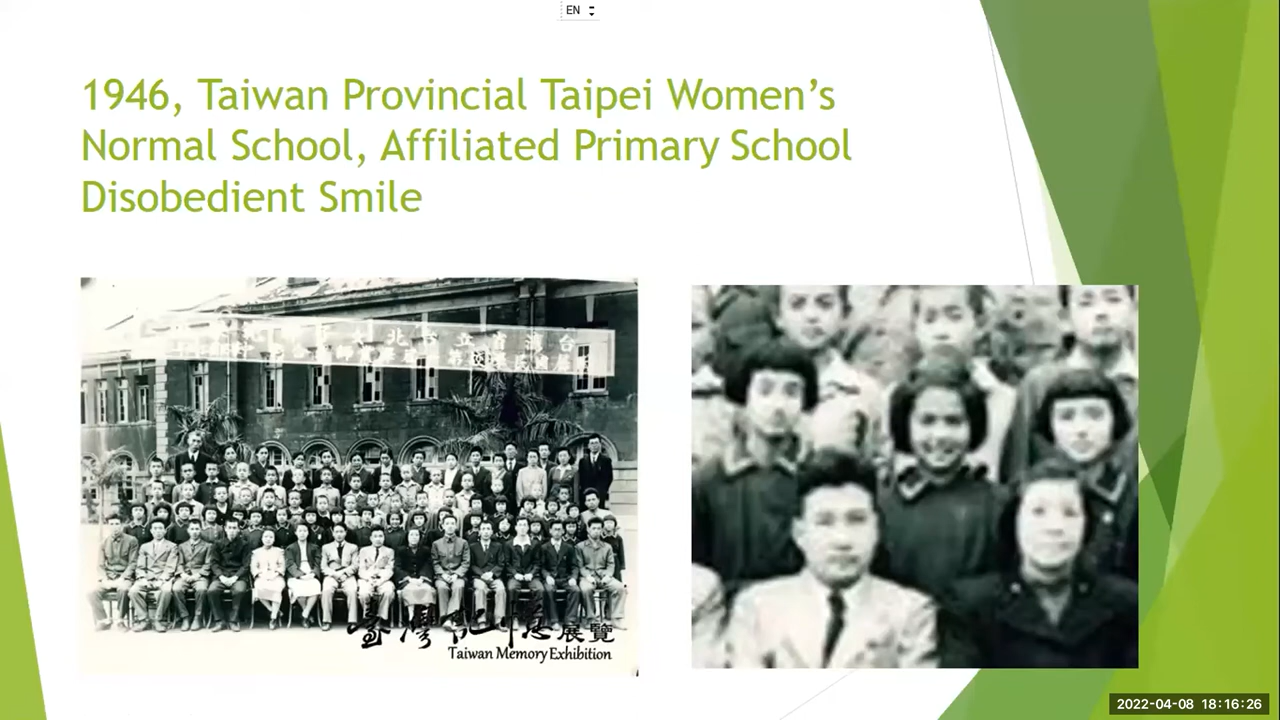 EN
1946, Taiwan Provincial Taipei Women’s
Normal School, Affiliated Primary School
Disobedient Smile
臺灣記憶展覽
Taiwan Memory Exhibition
2022-04-08 18:16:26